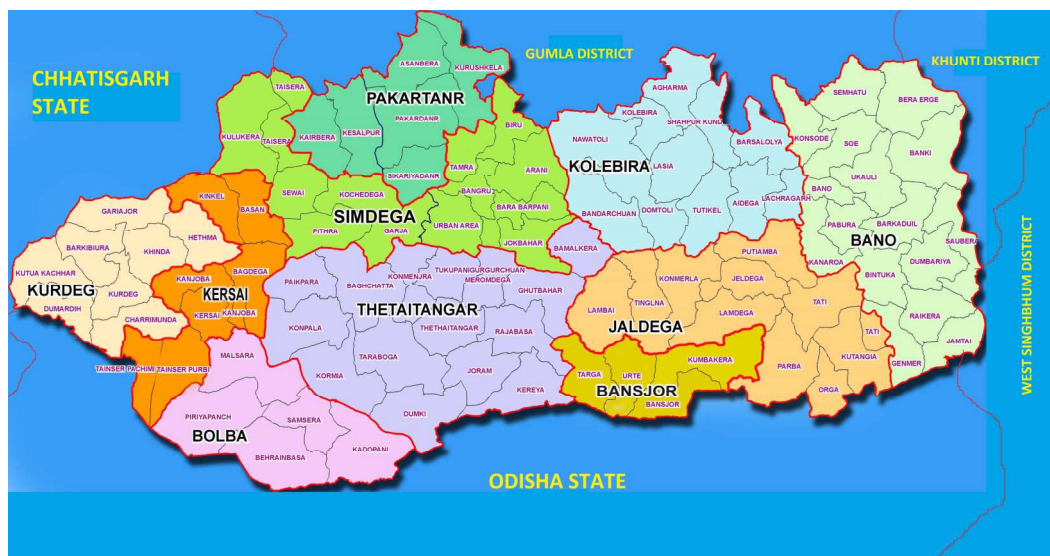 CHHATISGARH
STATE
GUMLA DISTRICT
KHUNTI DISTRICT
WEST SINGHBHUM DISTRICT
ODISHA STATE
PAKARTANR
ASANBERA
KURUSHKELA
PAKARDANR
KAIRBERA
KESALPUR
SIKARIYADANR
SIMDEGA
TAISERA
KULUKERA
TAISERA
SEWAI
KOCHEDEGA
PITHRA
GARJA
URBAN AREA
BIRU
TAMRA
ARANI
BANGRU
BARA BARPANI
JOKBAHAR
KOLEBIRA
AGHARMA
KOLEBIRA
SHAHPUR KUND
NAWATOLI
BARSALOLYA
LASIA
BANDARCHUAN
DOMTOLI
TUTIKEL
AIDEGA
LACHRAGARH
BANO
SEMHATU
BERA ERGE
KONSODE
SOE
BANKI
UKAULI
BANO
PABURA
BARKADUIL
SAUBERA
KANAROA
DUMBARIYA
BINTUKA
RAIKERA
JAMTAI
GENMER
KURDEG
GARIAJOR
HETHMA
BARKIBIURA
KHINDA
KUTUA KACHHAR
KURDEG
DUMARDIH
CHARRIMUNDA
KERSAI
KINKEL
BASAN
BAGDEGA
KANJOBA
KERSAI
KANJOBA
TAINSER PACHIMI
TAINSER PURBI
THETAITANGAR
BAMALKERA
TUKUPANI
GURGURCHUAN
KONMENJRA
MEROMDEGA
PAIKPARA
BAGHCHATTA
GHUTBAHAR
KONPALA
THETHAITANGAR
RAJABASA
TARABOGA
KORMIA
JORAM
KEREYA
DUMKI
JALDEGA
PUTIAMBA
KONMERLA
JELDEGA
LAMBAI
TINGLNA
TATI
LAMDEGA
TATI
KUTANGIA
PARBA
ORGA
BANSJOR
KUMBAKERA
TARGA
URTE
BANSJOR
BOLBA
MALSARA
PIRIYAPANCH
SAMSERA
BEHRAINBASA
KADOPANI